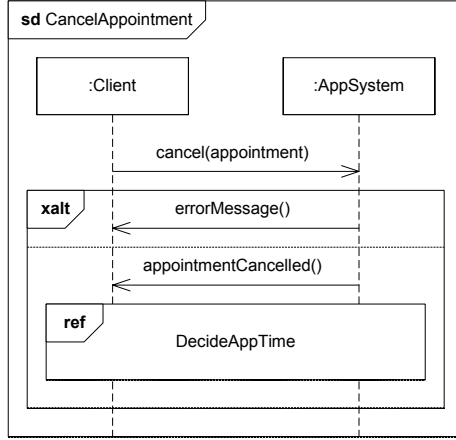 sd CancelAppointment
:Client
:AppSystem
cancel(appointment)
xalt
errorMessage()
appointmentCancelled()
ref
DecideAppTime